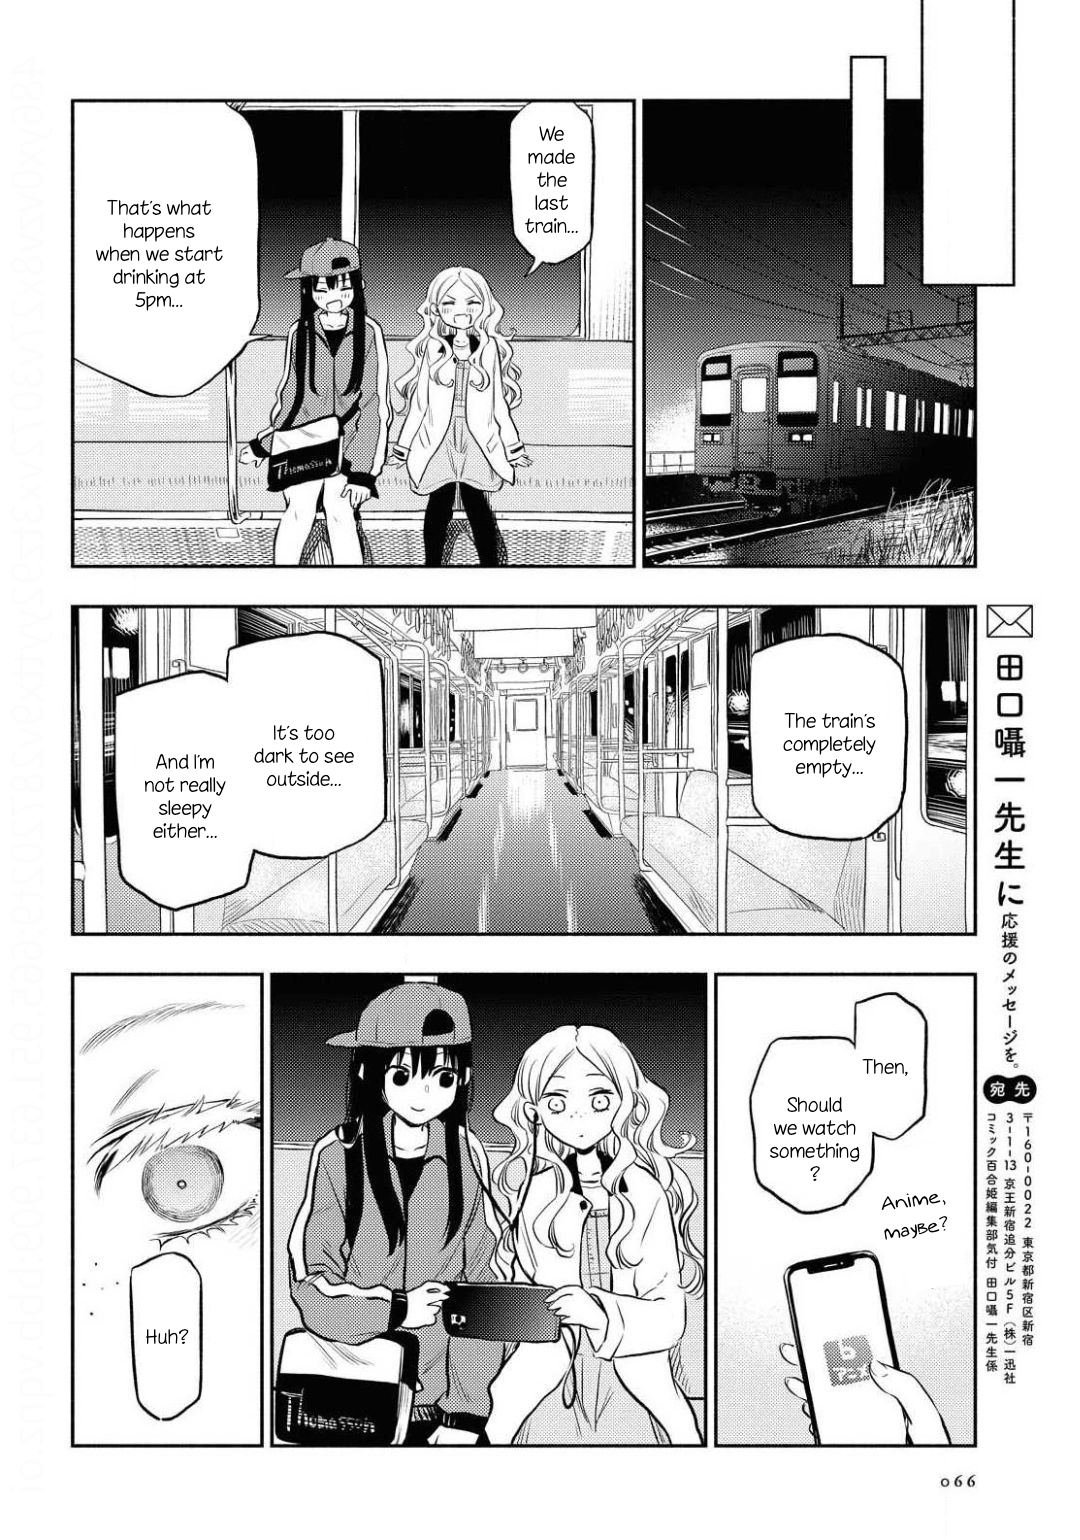 We
made
the
last
train...
That's what
happens
when we start
drinking at
5pm...
Thomassuh
The train's
completely
empty...
It's too
dark to see
outside...
And I'm
not really
sleepy
either...
Then,
Should
we watch
something
?
Anime,
maybe?
b
アニメ
Thomassuh
Huh?
田口囁一先生に応援のメッセージを。
宛先
〒160-0022 東京都新宿区新宿
3-1-13 京王新宿追分ビル5F (株)一迅社
コミック百合姫編集部気付 田口囁一先生係
066